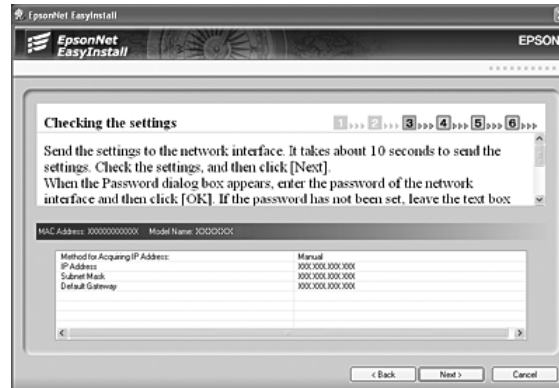 EpsonNet EasyInstall
EpsonNet
EasyInstall
EPSON
Checking the settings
1 2 3 4 5 6
Send the settings to the network interface. It takes about 10 seconds to send the
settings. Check the settings, and then click [Next].
When the Password dialog box appears, enter the password of the network
interface and then click [OK]. If the password has not been set, leave the text box
MAC Address: XXXXXXXXXXXX Model Name: XXXXXXX
Method for Acquiring IP Address: Manual
IP Address XXX.XXX.XXX.XXX
Subnet Mask XXX.XXX.XXX.XXX
Default Gateway XXX.XXX.XXX.XXX
< Back Next > Cancel